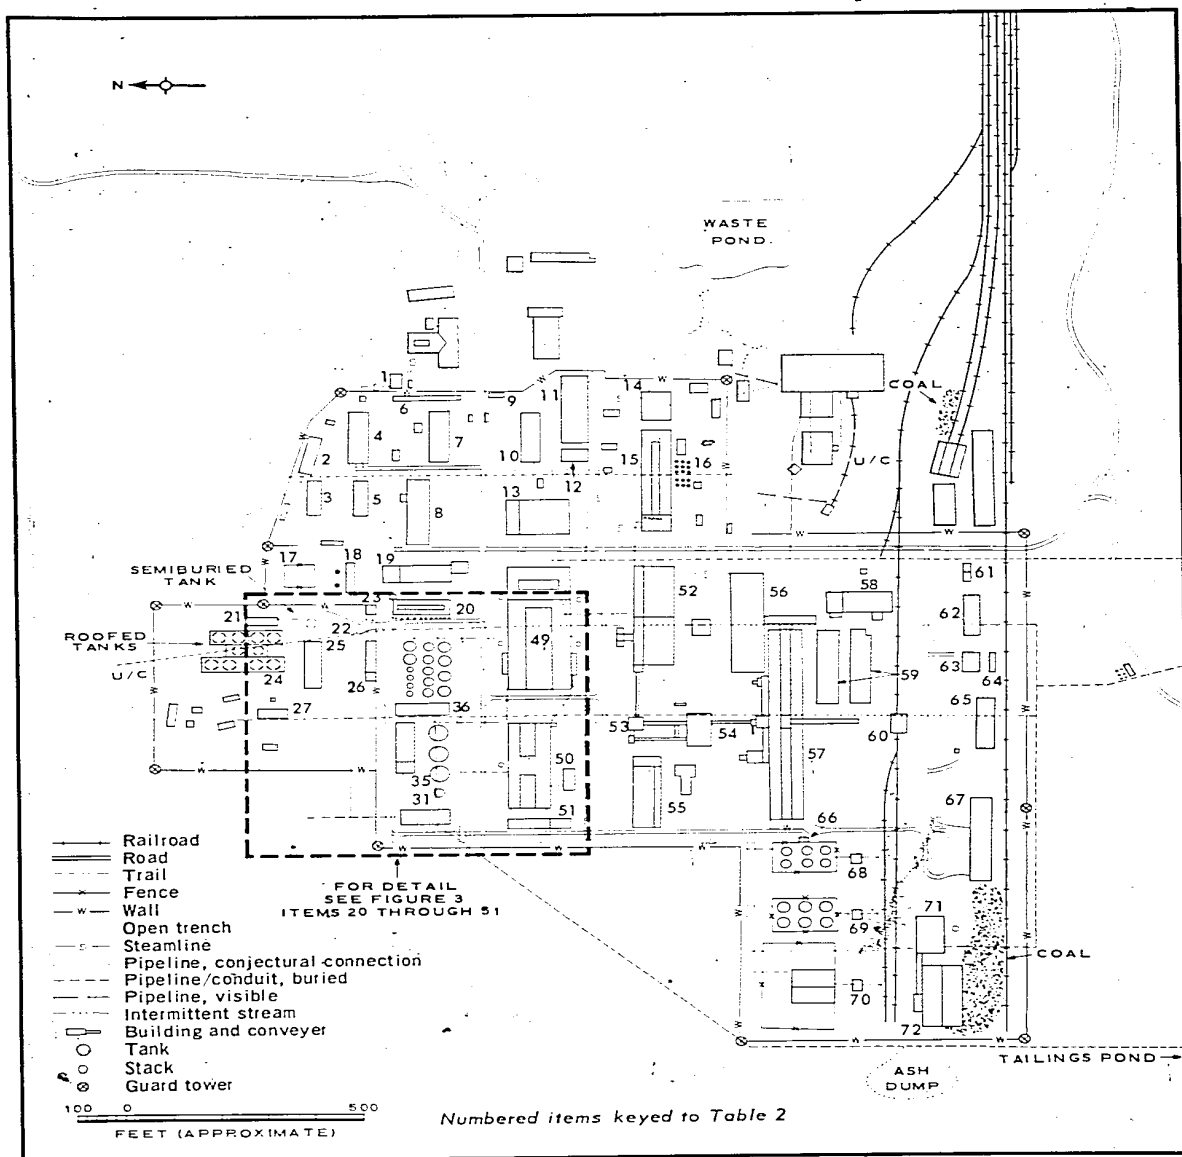 N
WASTE
POND
COAL
1
6
9
11
14
4
7
10
12
15
16
U/C
2
3
5
8
13
17
18
19
SEMIBURIED
TANK
52
56
58
61
62
21
23
20
22
ROOFED
TANKS
25
49
U/C
24
26
59
63
64
27
36
53
54
60
65
35
50
57
31
51
55
66
67
FOR DETAIL
SEE FIGURE 3
ITEMS 20 THROUGH 51
68
69
71
COAL
70
72
TAILINGS POND
ASH
DUMP
Railroad
Road
Trail
Fence
Wall
Open trench
Steamline
Pipeline, conjectural connection
Pipeline/conduit, buried
Pipeline, visible
Intermittent stream
Building and conveyer
Tank
Stack
Guard tower
100 0 500
FEET (APPROXIMATE)
Numbered items keyed to Table 2